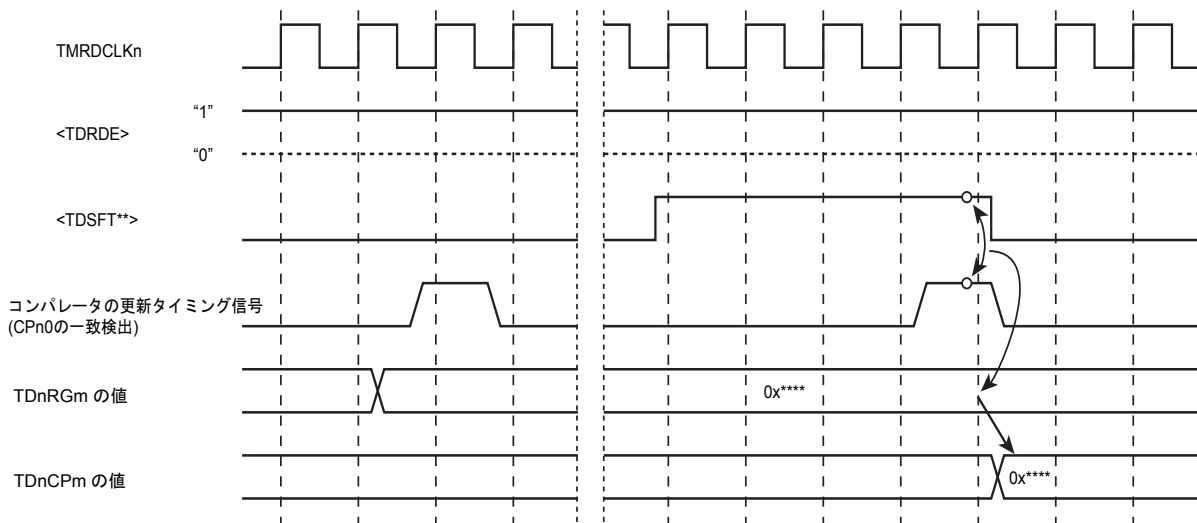 TMRDCLKn
“1”
<TDRDE>
“0”
<TDSFT**>
コンパレータの更新タイミング信号
(CPn0の一致検出)
TDnRGm の値
0x****
TDnCPm の値
0x****